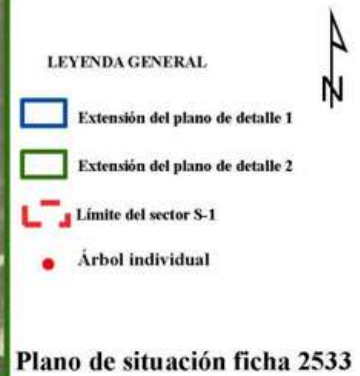 N
LEYENDA GENERAL
Extensión del plano de detalle 1
Extensión del plano de detalle 2
Límite del sector S-1
Árbol individual
Plano de situación ficha 2533